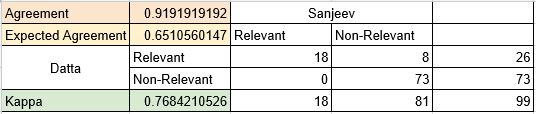 Agreement 0.9191919192 Sanjeev
Expected Agreement 0.6510560147 Relevant Non-Relevant
Datta Relevant 18 8 26
Non-Relevant 0 73 73
Kappa 0.7684210526 18 81 99